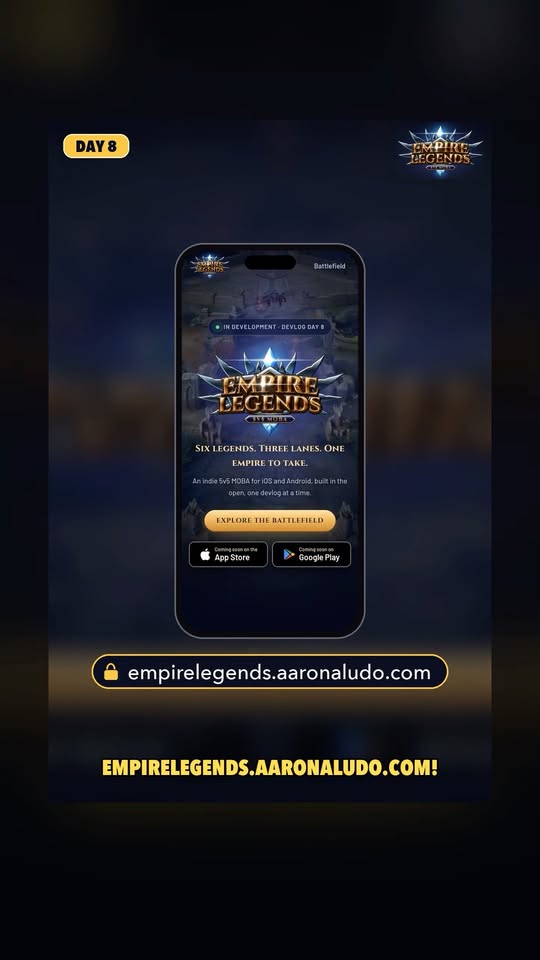 DAY 8
EMPIRE
LEGENDS
EMPIRE
LEGENDS
Battlefield
IN DEVELOPMENT · DEVLOG DAY 8
EMPIRE
LEGENDS
5V5 MOBA
Six legends. Three lanes. One
empire to take.
An indie 5v5 MOBA for iOS and Android, built in the
open, one devlog at a time.
EXPLORE THE BATTLEFIELD
Coming soon on the
App Store
Coming soon on
Google Play
empirelegends.aaronaludo.com
EMPIRELEGENDS.AARONALUDO.COM!